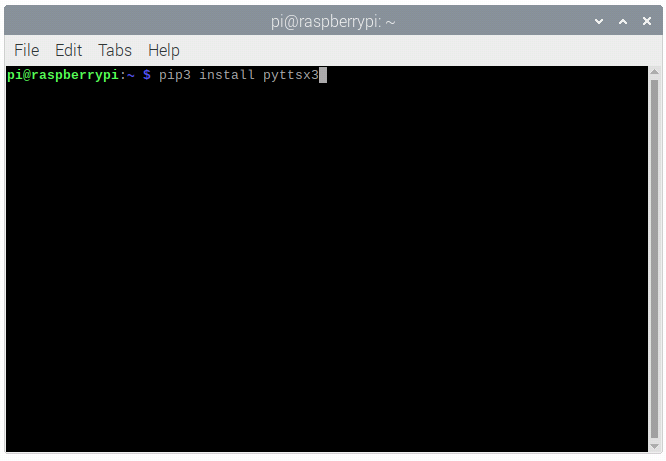 pi@raspberrypi: ~
File Edit Tabs Help
pi@raspberrypi:~ $ pip3 install pyttsx3